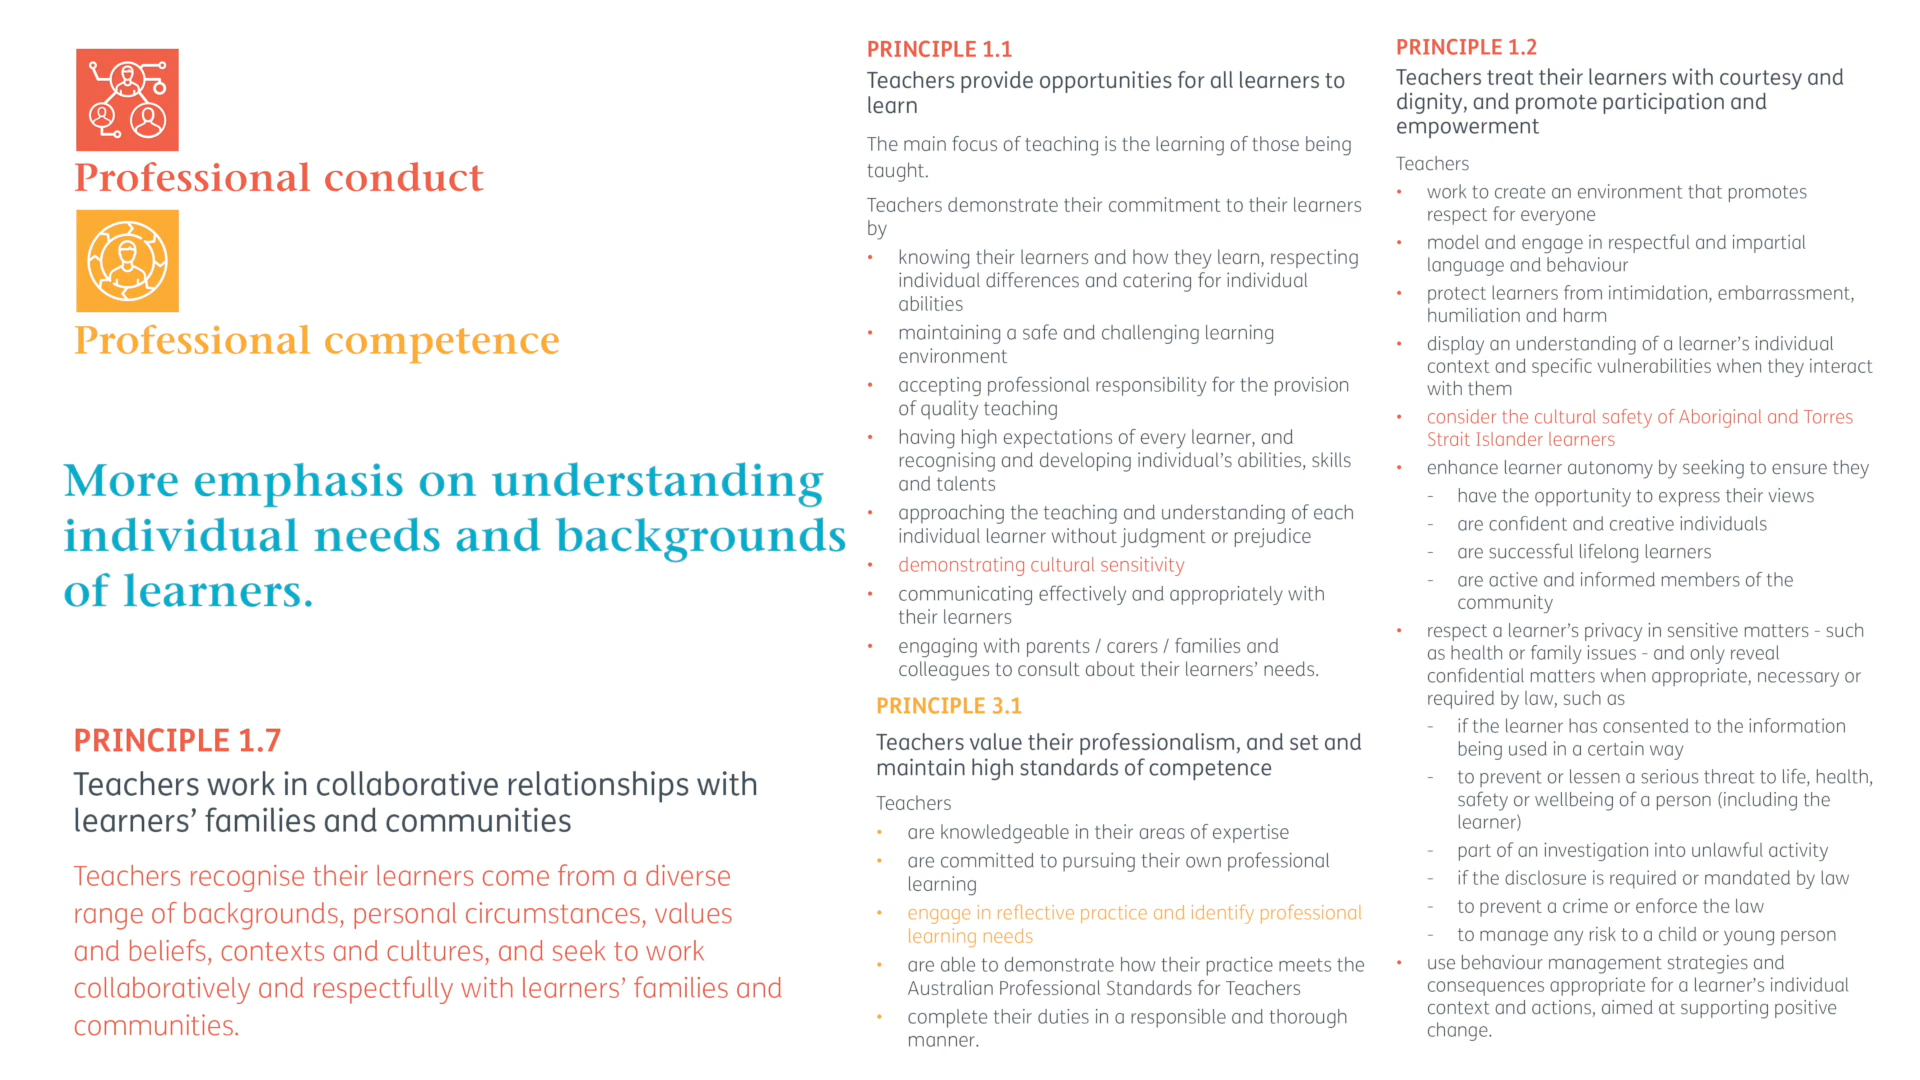 Professional conduct
Professional competence
More emphasis on understanding
individual needs and backgrounds
of learners.
PRINCIPLE 1.7
Teachers work in collaborative relationships with
learners’ families and communities
Teachers recognise their learners come from a diverse
range of backgrounds, personal circumstances, values
and beliefs, contexts and cultures, and seek to work
collaboratively and respectfully with learners’ families and
communities.
PRINCIPLE 1.1
Teachers provide opportunities for all learners to
learn
The main focus of teaching is the learning of those being
taught.
Teachers demonstrate their commitment to their learners
by
• knowing their learners and how they learn, respecting
individual differences and catering for individual
abilities
• maintaining a safe and challenging learning
environment
• accepting professional responsibility for the provision
of quality teaching
• having high expectations of every learner, and
recognising and developing individual’s abilities, skills
and talents
• approaching the teaching and understanding of each
individual learner without judgment or prejudice
• demonstrating cultural sensitivity
• communicating effectively and appropriately with
their learners
• engaging with parents / carers / families and
colleagues to consult about their learners’ needs.
PRINCIPLE 3.1
Teachers value their professionalism, and set and
maintain high standards of competence
Teachers
• are knowledgeable in their areas of expertise
• are committed to pursuing their own professional
learning
• engage in reflective practice and identify professional
learning needs
• are able to demonstrate how their practice meets the
Australian Professional Standards for Teachers
• complete their duties in a responsible and thorough
manner.
PRINCIPLE 1.2
Teachers treat their learners with courtesy and
dignity, and promote participation and
empowerment
Teachers
• work to create an environment that promotes
respect for everyone
• model and engage in respectful and impartial
language and behaviour
• protect learners from intimidation, embarrassment,
humiliation and harm
• display an understanding of a learner’s individual
context and specific vulnerabilities when they interact
with them
• consider the cultural safety of Aboriginal and Torres
Strait Islander learners
• enhance learner autonomy by seeking to ensure they
- have the opportunity to express their views
- are confident and creative individuals
- are successful lifelong learners
- are active and informed members of the
community
• respect a learner’s privacy in sensitive matters - such
as health or family issues - and only reveal
confidential matters when appropriate, necessary or
required by law, such as
- if the learner has consented to the information
being used in a certain way
- to prevent or lessen a serious threat to life, health,
safety or wellbeing of a person (including the
learner)
- part of an investigation into unlawful activity
- if the disclosure is required or mandated by law
- to prevent a crime or enforce the law
- to manage any risk to a child or young person
• use behaviour management strategies and
consequences appropriate for a learner’s individual
context and actions, aimed at supporting positive
change.